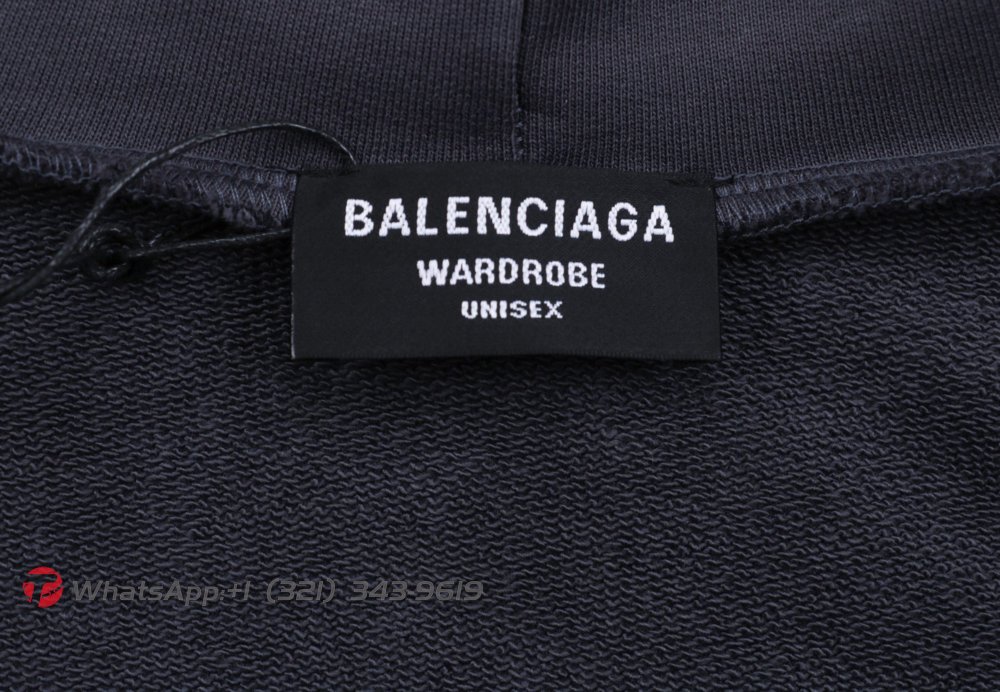 BALENCIAGA
WARDROBE
UNISEX
WhatsApp:+1 (321) 343-9619